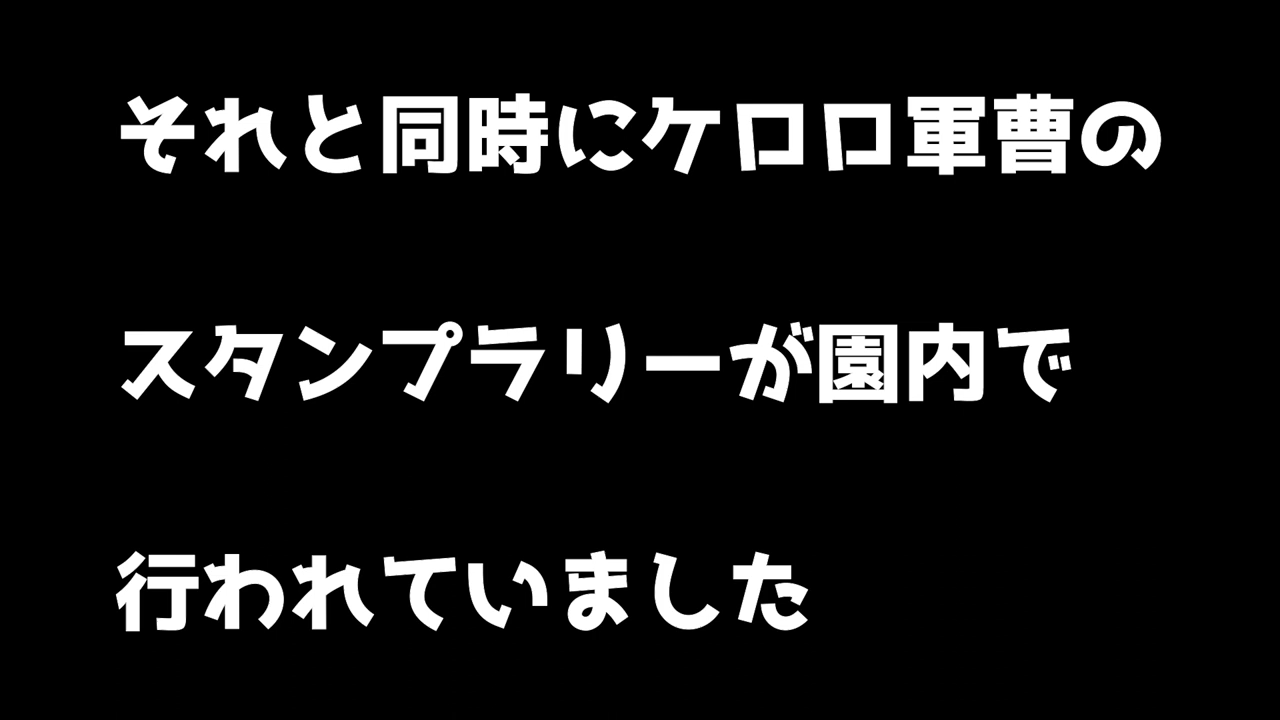 それと同時にケロロ軍曹の
スタンプラリーが園内で
行われていました